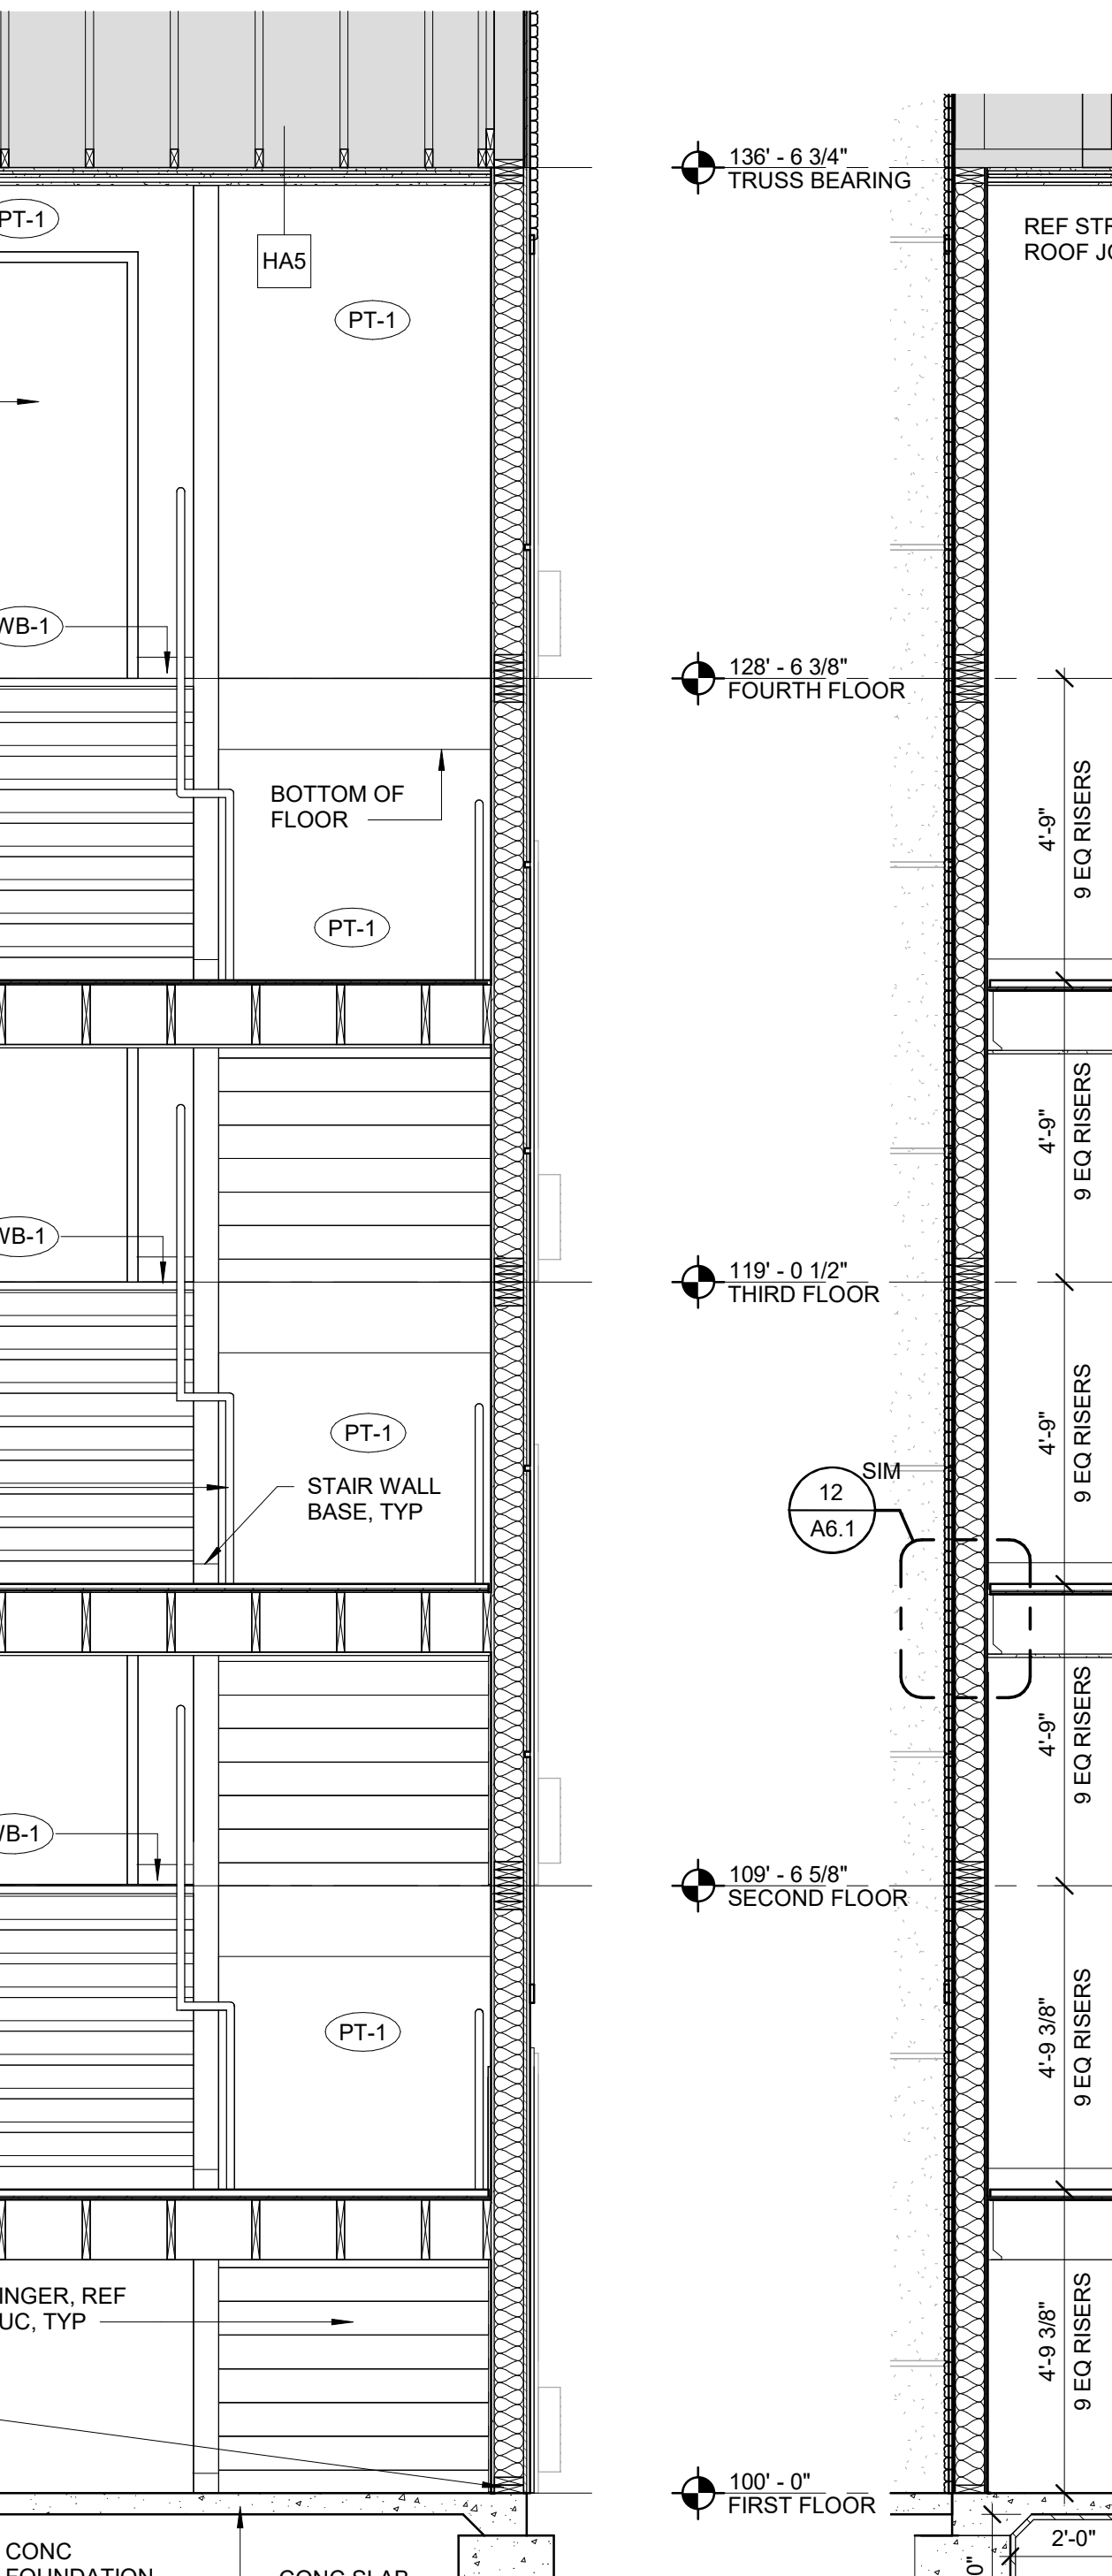 136' - 6 3/4"
TRUSS BEARING
PT-1
REF
ROOF
HA5
PT-1
WB-1
128' - 6 3/8"
FOURTH FLOOR
BOTTOM OF
FLOOR
4'-9"
9 EQ RISERS
PT-1
4'-9"
9 EQ RISERS
WB-1
119' - 0 1/2"
THIRD FLOOR
PT-1
4'-9"
9 EQ RISERS
STAIR WALL
BASE, TYP
SIM
12
A6.1
4'-9"
9 EQ RISERS
WB-1
109' - 6 5/8"
SECOND FLOOR
PT-1
4'-9 3/8"
9 EQ RISERS
INGER, REF
UC, TYP
4'-9 3/8"
9 EQ RISERS
100' - 0"
FIRST FLOOR
2'-0"
CONC
FOUNDATION
CONC SLAB